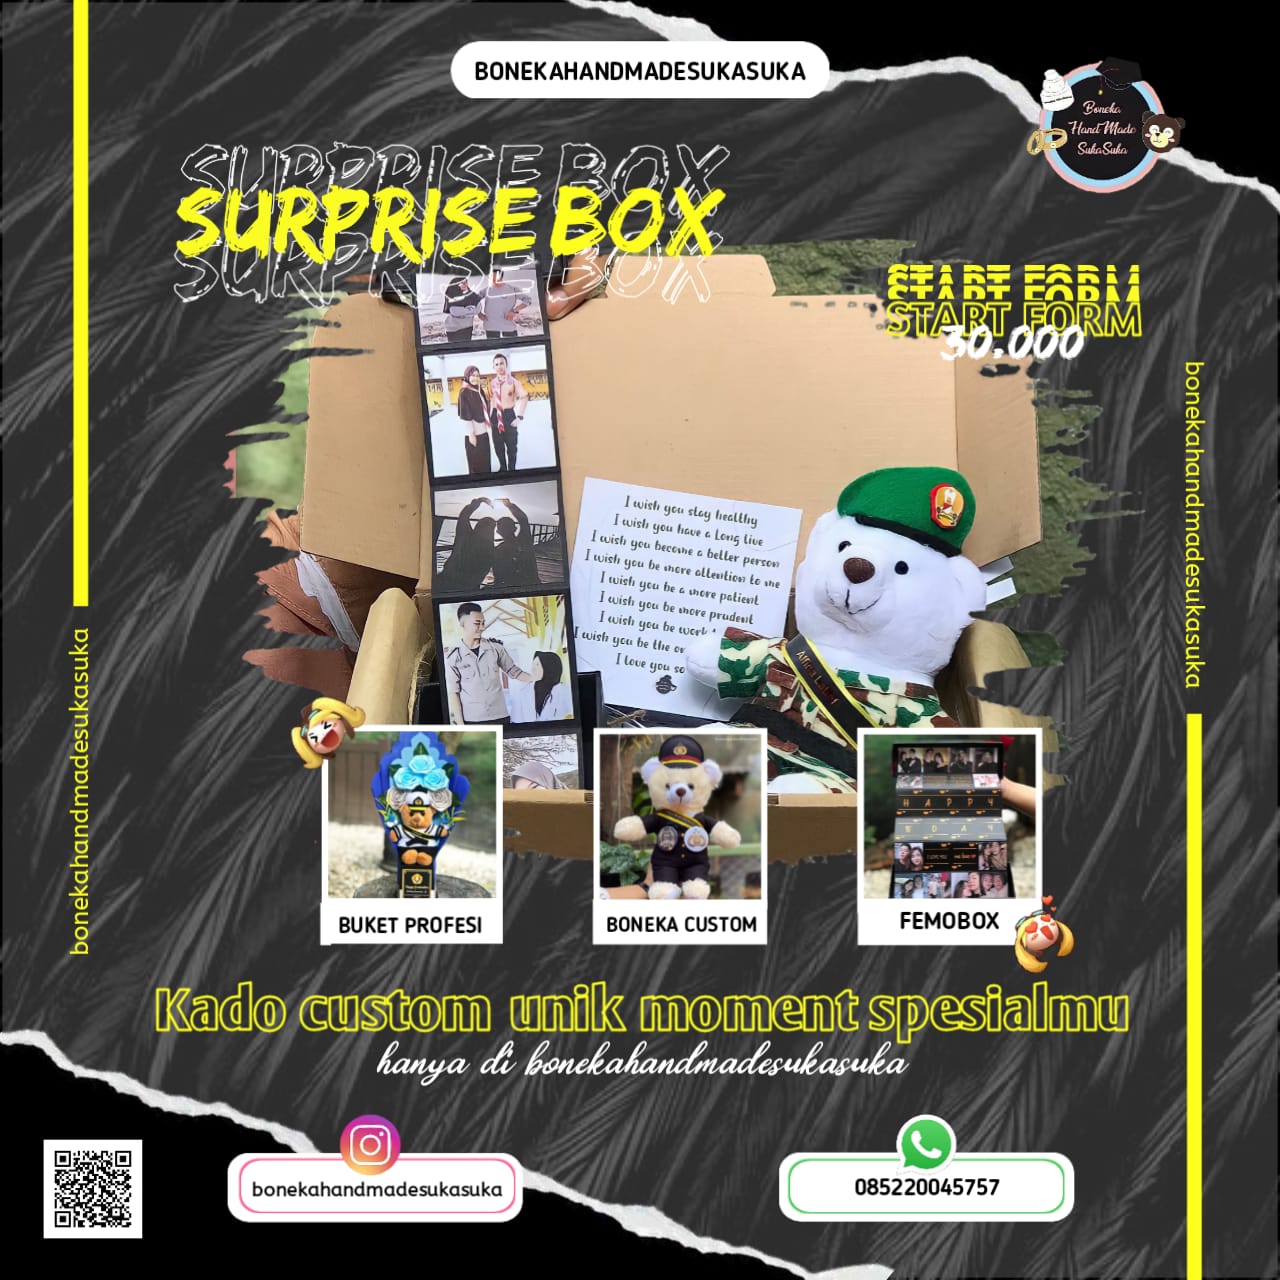 BONEKAHANDMADESUKASUKA
Boneka
Hand Made
SukaSuka
SURPRISE BOX
SURPRISE BOX
SURPRISE BOX
START FORM
START FORM
START FORM
30.000
I wish you stay healthy
I wish you have a long live
I wish you become a better person
I wish you be more attention to me
I wish you be a more patient
I wish you be more prudent
I wish you be work
I wish you be the on
I love you so
bonekahandmadesukasuka
bonekahandmadesukasuka
HAPPY
BUKET PROFESI
BONEKA CUSTOM
FEMOBOX
Kado custom unik moment spesialmu
hanya di bonekahandmadesukasuka
bonekahandmadesukasuka
085220045757